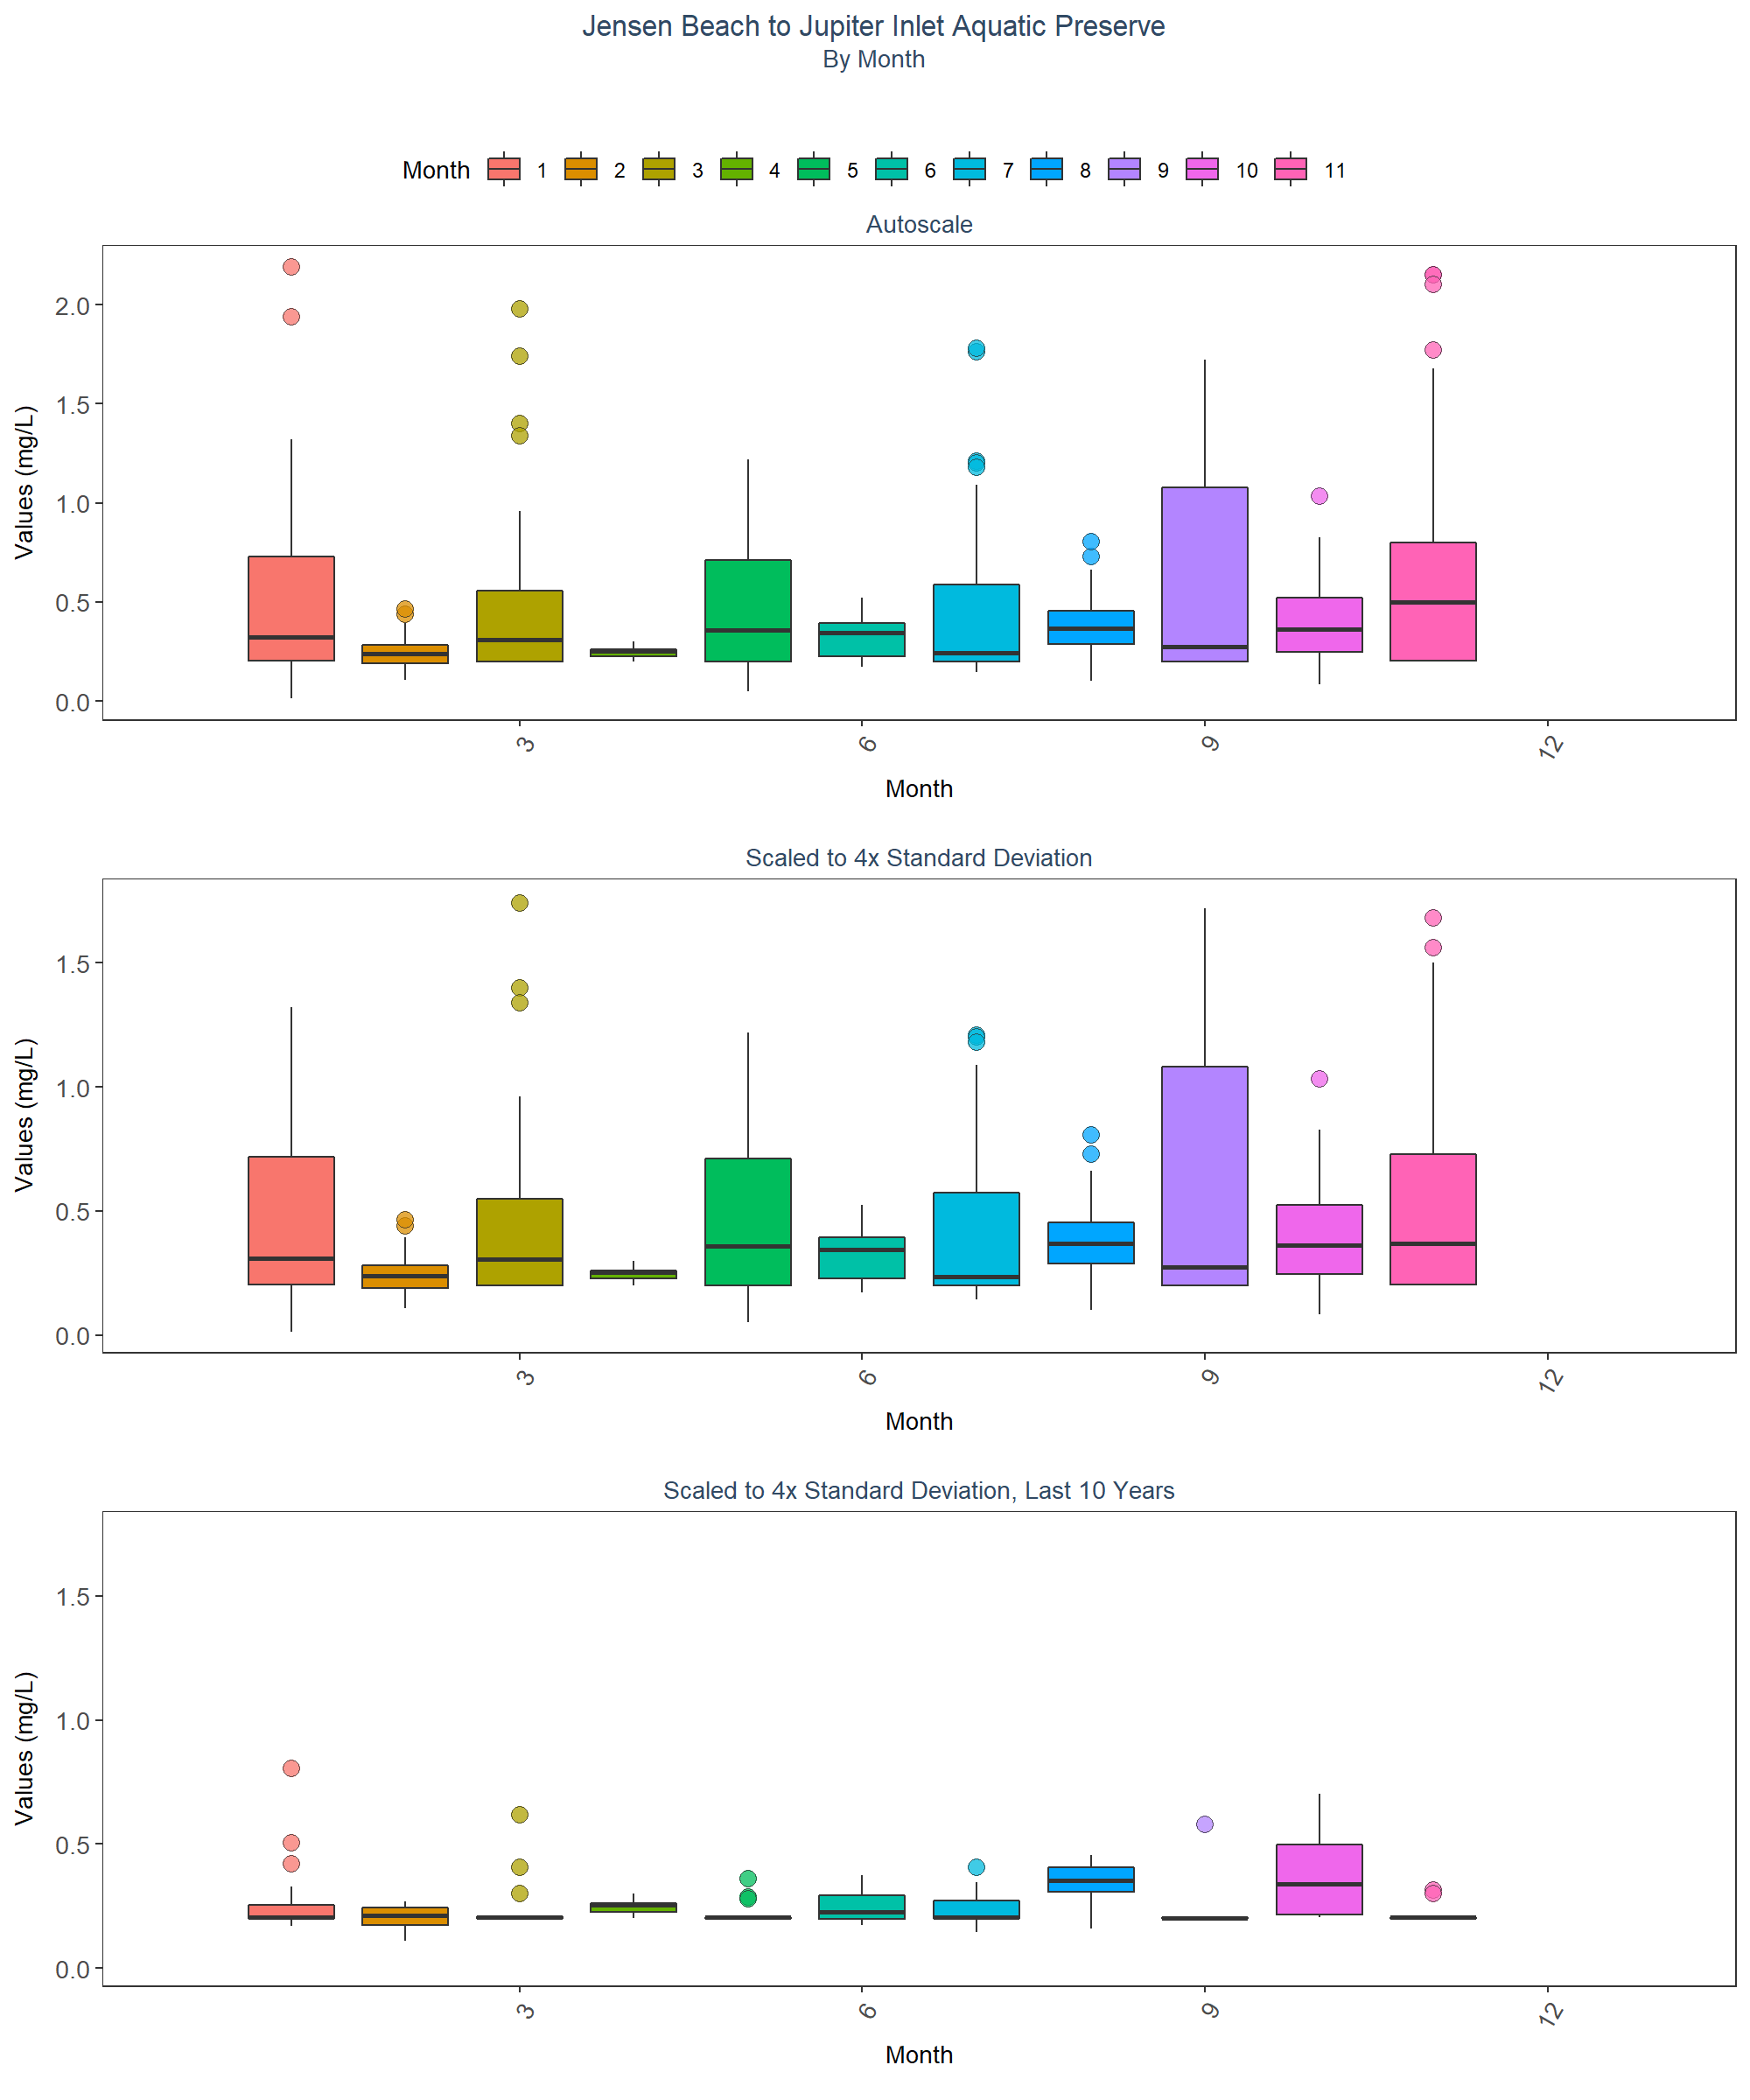 Jensen Beach to Jupiter Inlet Aquatic Preserve
By Month
Month 1 2 3 4 5 6 7 8 9 10 11
Autoscale
Values (mg/L)
2.0
1.5
1.0
0.5
0.0
3 6 9 12
Month
Scaled to 4x Standard Deviation
Values (mg/L)
1.5
1.0
0.5
0.0
3 6 9 12
Month
Scaled to 4x Standard Deviation, Last 10 Years
Values (mg/L)
1.5
1.0
0.5
0.0
3 6 9 12
Month